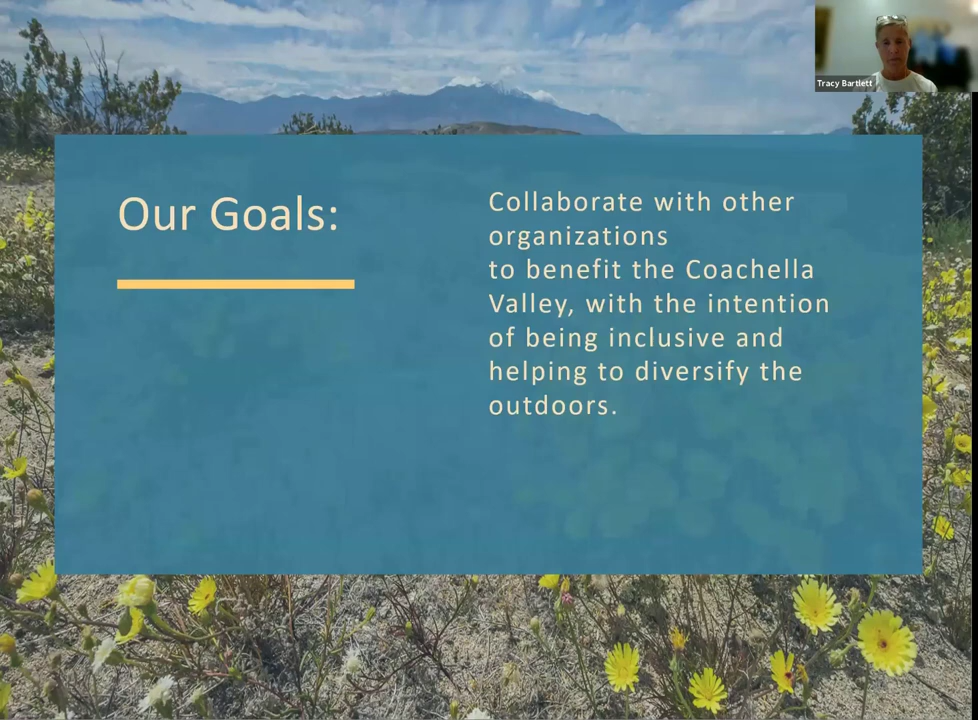 Tracy Bartlett
Our Goals:
Collaborate with other
organizations
to benefit the Coachella
Valley, with the intention
of being inclusive and
helping to diversify the
outdoors.